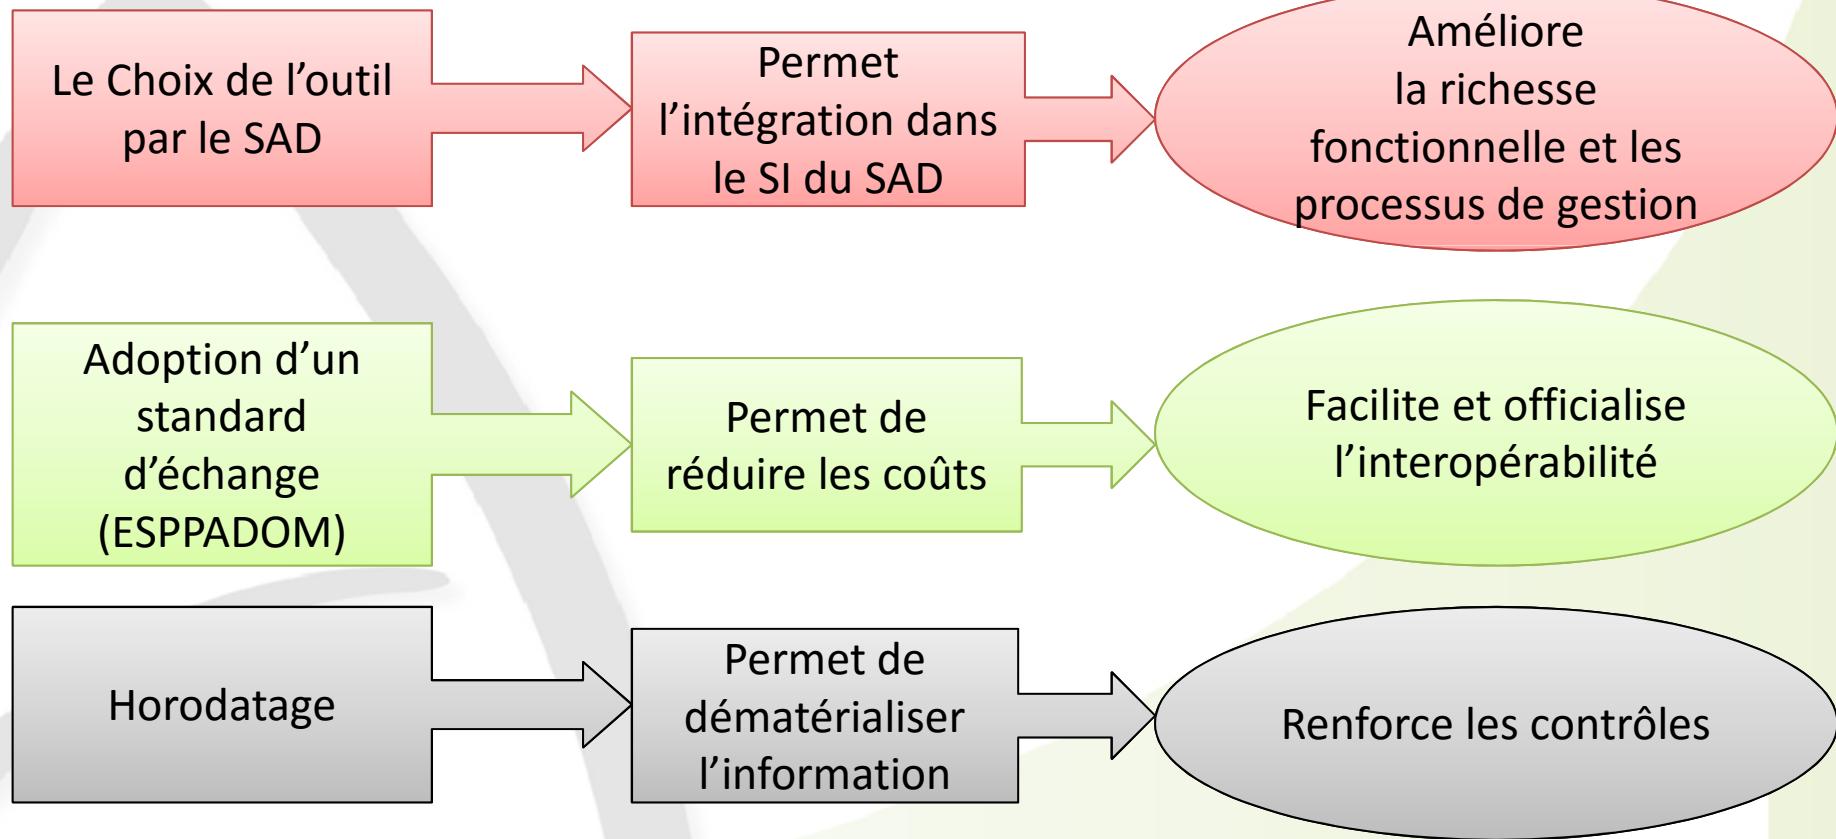 Le Choix de l’outil
par le SAD
Permet
l’intégration dans
le SI du SAD
Améliore
la richesse
fonctionnelle et les
processus de gestion
Adoption d’un
standard
d’échange
(ESPPADOM)
Permet de
réduire les coûts
Facilite et officialise
l’interopérabilité
Horodatage
Permet de
dématérialiser
l’information
Renforce les contrôles